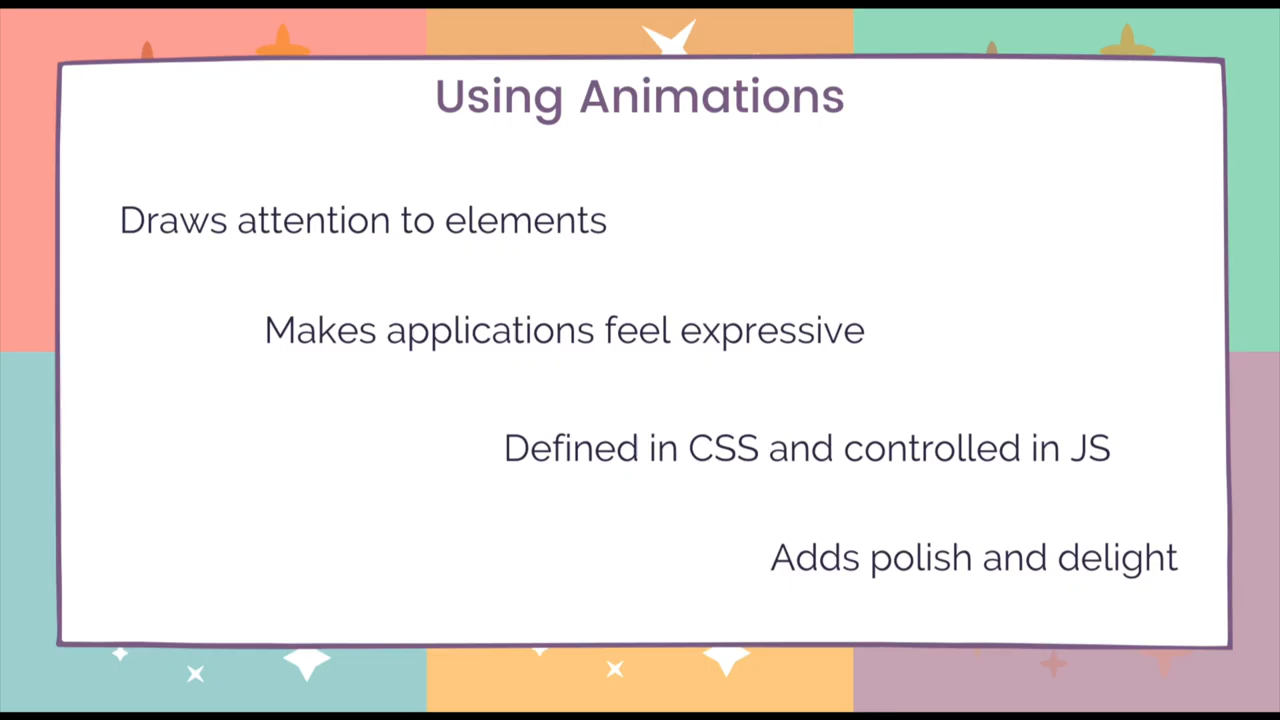 Using Animations
Draws attention to elements
Makes applications feel expressive
Defined in CSS and controlled in JS
Adds polish and delight